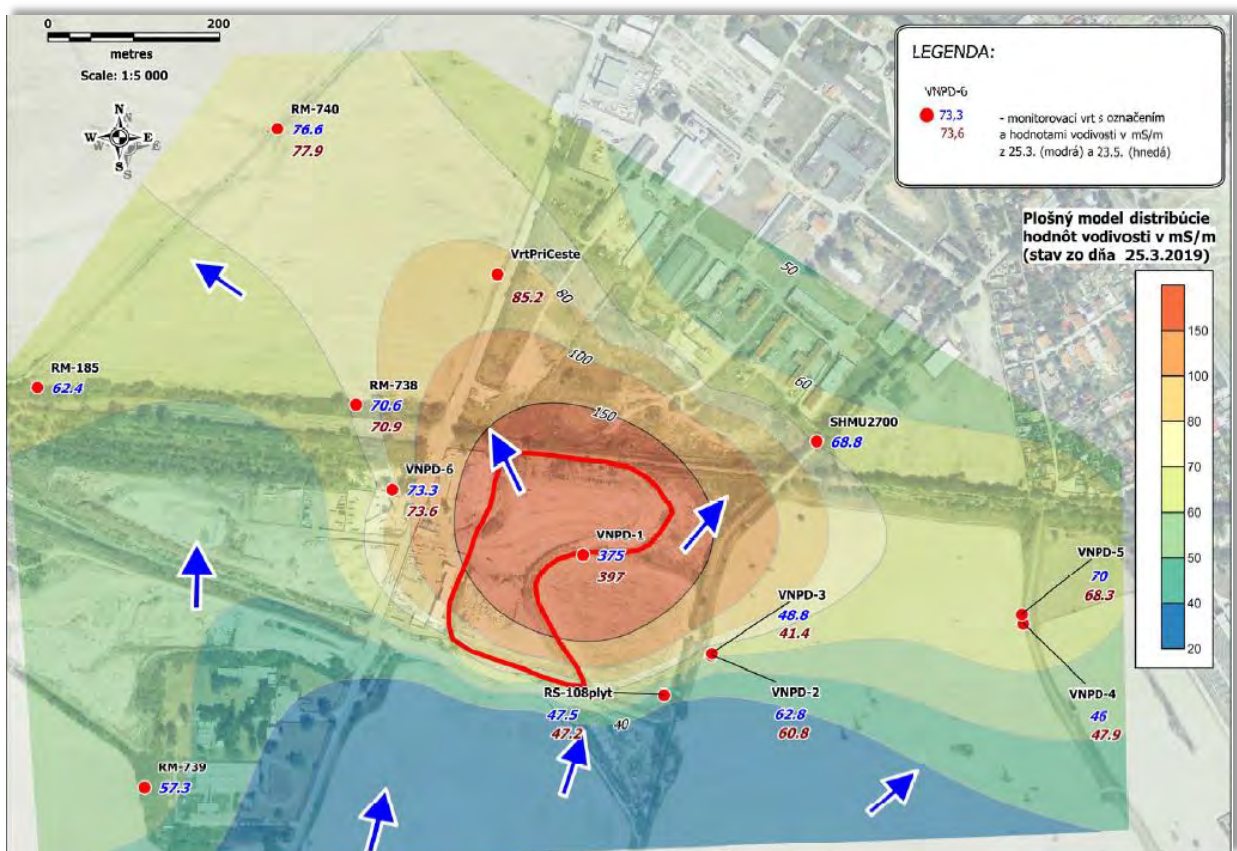 0 200
metres
Scale: 1:5 000
N
W E
S
LEGENDA:
VNPD-6
73,3
73,6
- monitorovací vrt s označením
a hodnotami vodivosti v mS/m
z 25.3. (modrá) a 23.5. (hnedá)
Plošný model distribúcie
hodnôt vodivosti v mS/m
(stav zo dňa 25.3.2019)
150
100
80
70
60
50
40
20
RM-740
76.6
77.9
VrtPriCeste
85.2
50
80
100
60
150
RM-185
62.4
RM-738
70.6
70.9
SHMU2700
68.8
VNPD-6
73.3
73.6
VNPD-1
375
397
VNPD-3
48.8
41.4
VNPD-5
70
68.3
RS-108plyt
47.5
47.2
40
VNPD-2
62.8
60.8
VNPD-4
46
47.9
RM-739
57.3